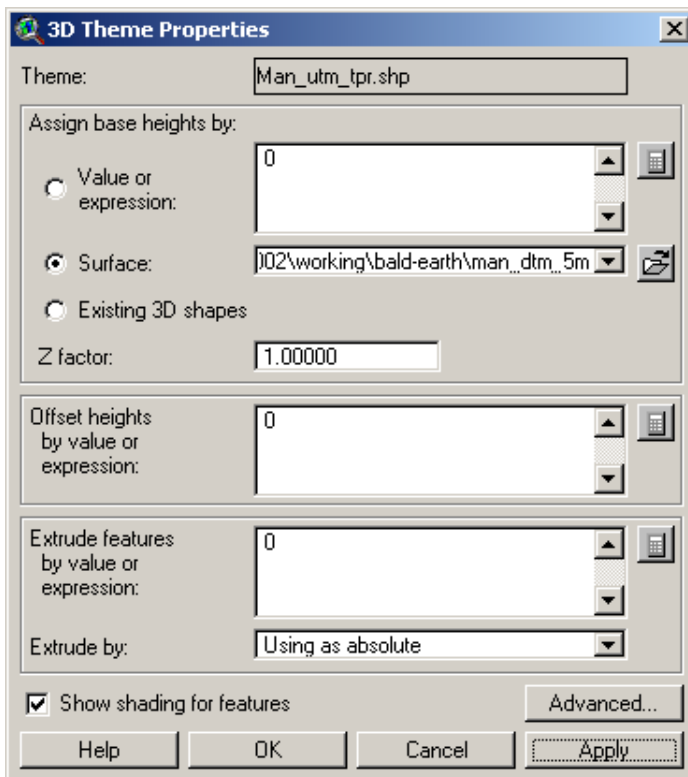 3D Theme Properties
Theme: Man_utm_tpr.shp
Assign base heights by:
Value or
expression:
0
Surface: 002\working\bald-earth\man_dtm_5m
Existing 3D shapes
Z factor: 1.00000
Offset heights
by value or
expression:
0
Extrude features
by value or
expression:
0
Extrude by: Using as absolute
Show shading for features
Advanced...
Help
OK
Cancel
Apply